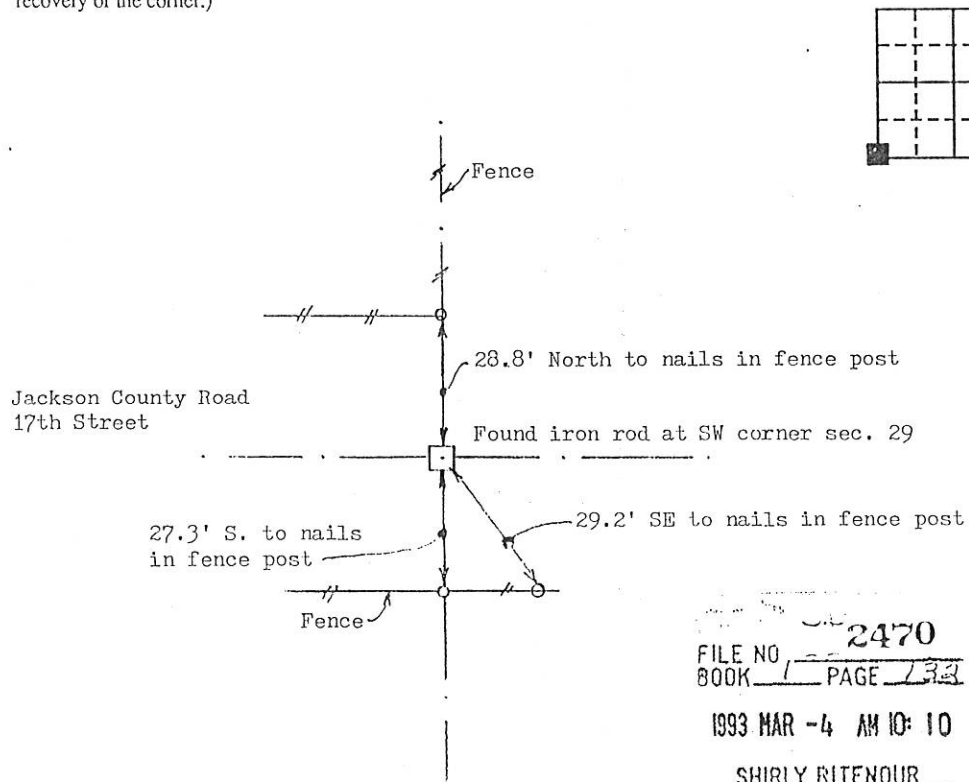 recovery of the corner.)
Fence
28.8' North to nails in fence post
Jackson County Road
17th Street
Found iron rod at SW corner sec. 29
27.3' S. to nails
in fence post
29.2' SE to nails in fence post
Fence
2470
FILE NO
BOOK 1 PAGE
1993 MAR -4 AM 10: 10
SHIRLY RITENOUR